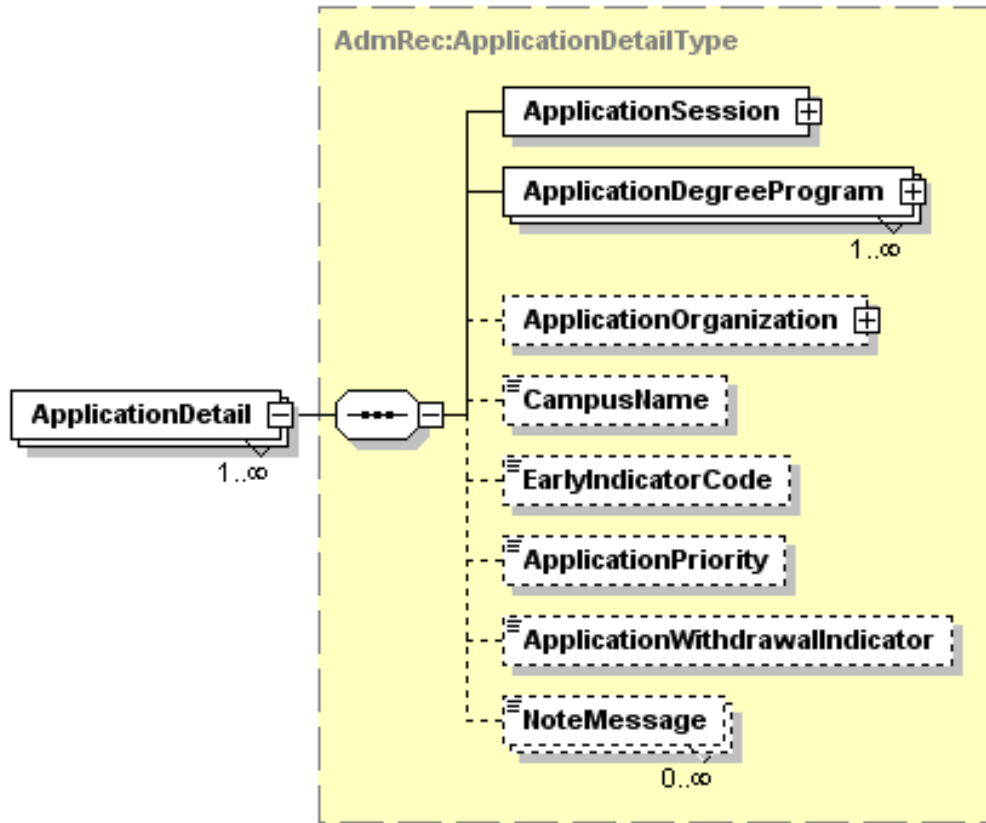 AdmRec:ApplicationDetailType
ApplicationSession
ApplicationDegreeProgram
1..∞
ApplicationOrganization
CampusName
ApplicationDetail
1..∞
EarlyIndicatorCode
ApplicationPriority
ApplicationWithdrawalIndicator
NoteMessage
0..∞